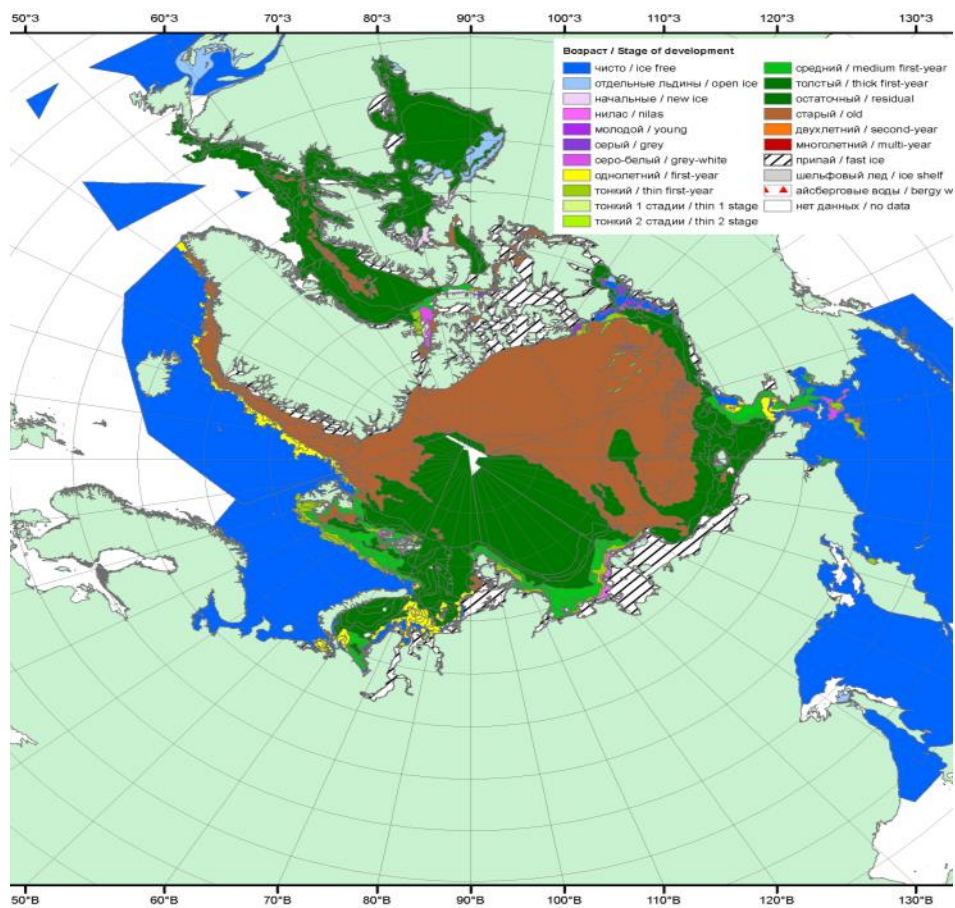 60°З 70°З 80°З 90°З 100°З 110°З 120°З 130°З
50°З
Возраст / Stage of development
чисто / ice free
отдельные льдины / open ice
начальные / new ice
нилас / nilas
молодой / young
серый / grey
серо-белый / grey-white
однолетний / first-year
тонкий / thin first-year
тонкий 1 стадии / thin 1 stage
тонкий 2 стадии / thin 2 stage
средний / medium first-year
толстый / thick first-year
остаточный / residual
старый / old
двухлетний / second-year
многолетний / multi-year
припай / fast ice
шельфовый лед / ice shelf
айсберговые воды / bergy w
нет данных / no data
50°В 60°В 70°В 80°В 90°В 100°В 110°В 120°В 130°В